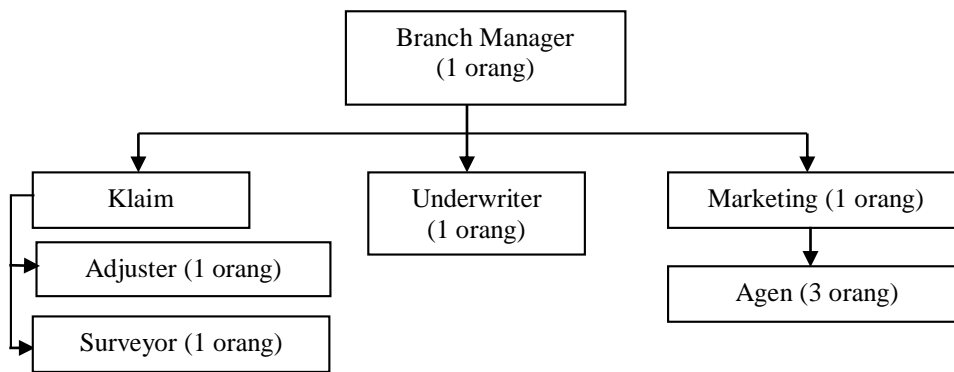 Branch Manager
(1 orang)
Klaim
Underwriter
(1 orang)
Marketing (1 orang)
Adjuster (1 orang)
Agen (3 orang)
Surveyor (1 orang)